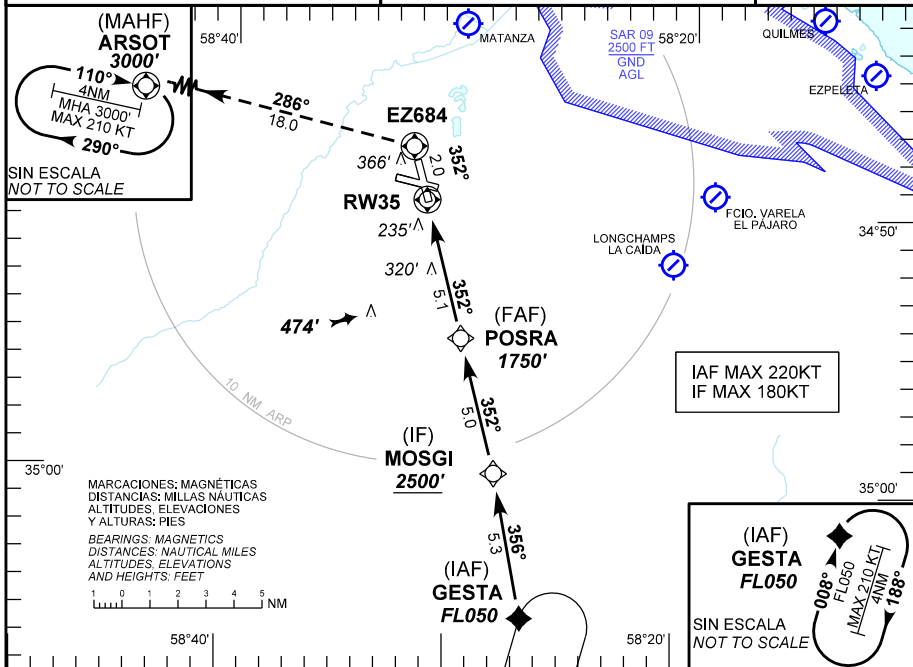 (MAHF)
ARSOT
3000'
110°
4NM
MHA 3000'
MAX 210 KT
290°
SIN ESCALA
NOT TO SCALE
58°40'
MATANZA
SAR 09
2500 FT
GND
AGL
58°20'
QUILMES
EZPELETA
286°
18.0
EZ684
366'
2.0
352°
RW35
235'
FCIO. VARELA
EL PÁJARO
34°50'
LONGCHAMPS
LA CAÍDA
320'
352°
5.1
474'
(FAF)
POSRA
1750'
IAF MAX 220KT
IF MAX 180KT
10 NM ARP
352°
5.0
(IF)
MOSGI
2500'
35°00'
35°00'
MARCACIONES: MAGNÉTICAS
DISTANCIAS: MILLAS NÁUTICAS
ALTITUDES, ELEVACIONES
Y ALTURAS: PIES
BEARINGS: MAGNETICS
DISTANCES: NAUTICAL MILES
ALTITUDES, ELEVATIONS
AND HEIGHTS: FEET
1 0 1 2 3 4 5 NM
356°
5.3
(IAF)
GESTA
FL050
(IAF)
GESTA
FL050
008°
FL050
MAX 210 KT
4NM
188°
SIN ESCALA
NOT TO SCALE
58°40'
58°20'